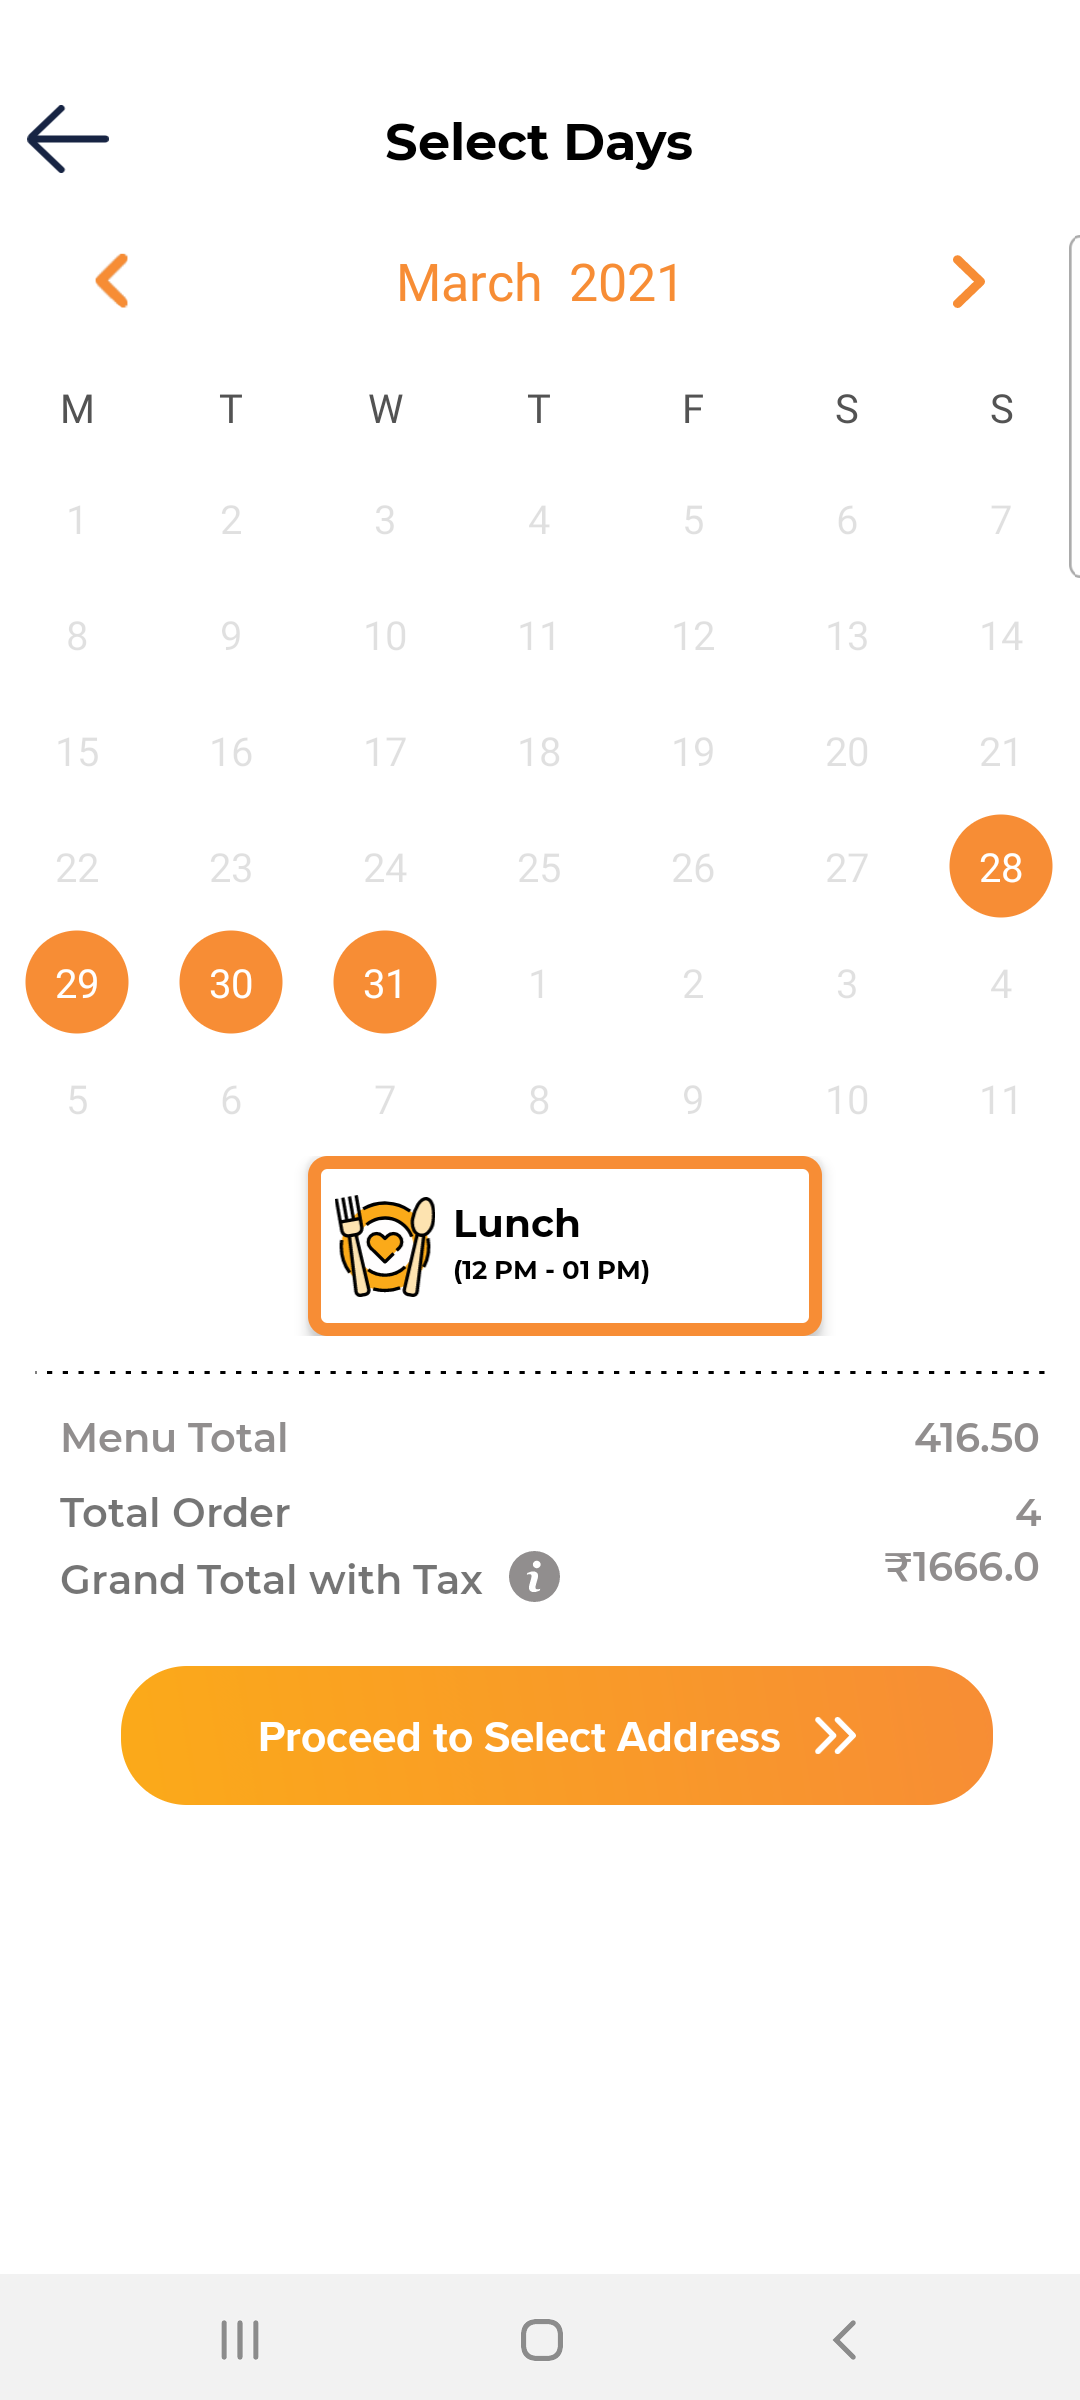 Select Days
March 2021
M T W T F S S
1 2 3 4 5 6 7
8 9 10 11 12 13 14
15 16 17 18 19 20 21
22 23 24 25 26 27 28
29 30 31 1 2 3 4
5 6 7 8 9 10 11
Lunch
(12 PM - 01 PM)
Menu Total 416.50
Total Order 4
Grand Total with Tax i ₹1666.0
Proceed to Select Address